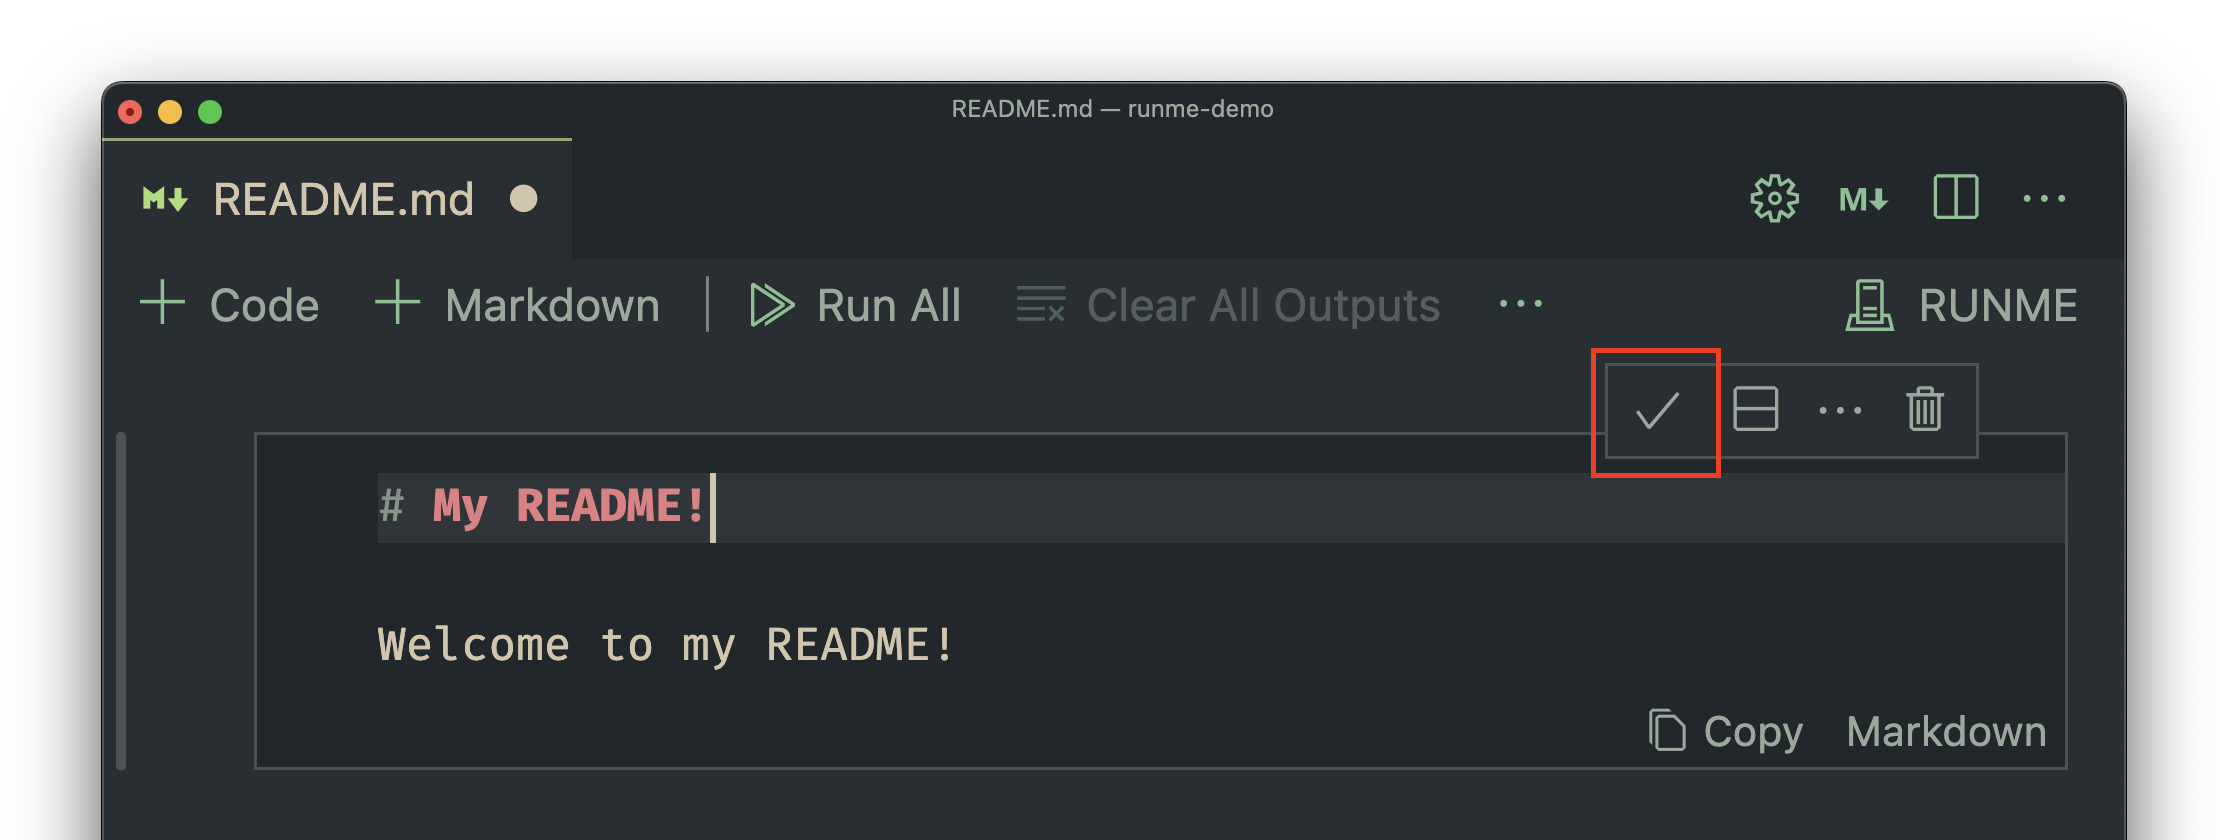 README.md — runme-demo
README.md
Code Markdown Run All Clear All Outputs ··· RUNME
# My README!
Welcome to my README!
Copy Markdown